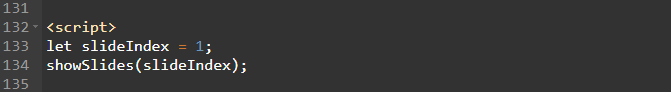 131
132 <script>
133 let slideIndex = 1;
134 showSlides(slideIndex);
135